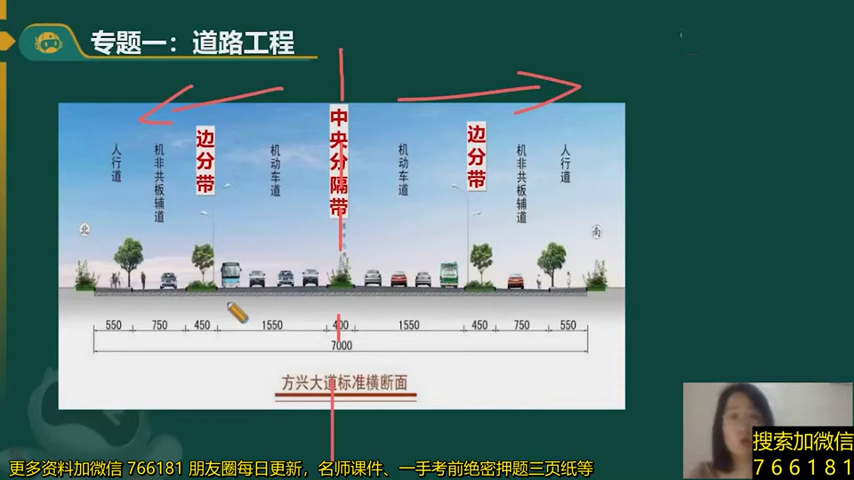 专题一：道路工程
人行道
机非共板辅道
边分带
机动车道
中央分隔带
机动车道
边分带
机非共板辅道
人行道
北
南
550 750 450 1550 400 1550 450 750 550
7000
方兴大道标准横断面
更多资料加微信 766181 朋友圈每日更新，名师课件、一手考前绝密押题三页纸等
搜索加微信
766181